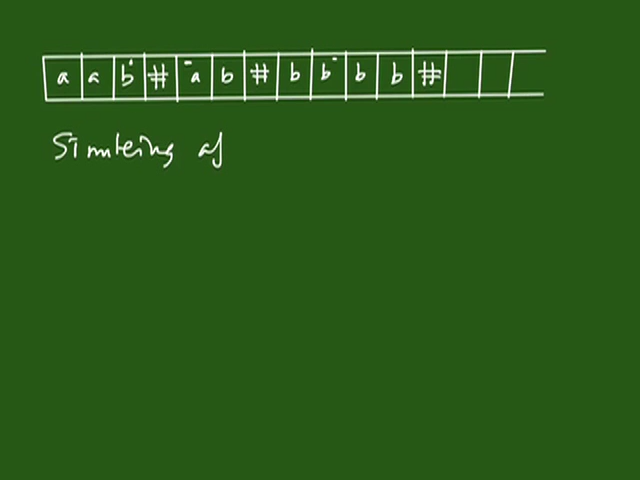 a a ḃ # ȧ b # b ḃ b b #
Simulering af